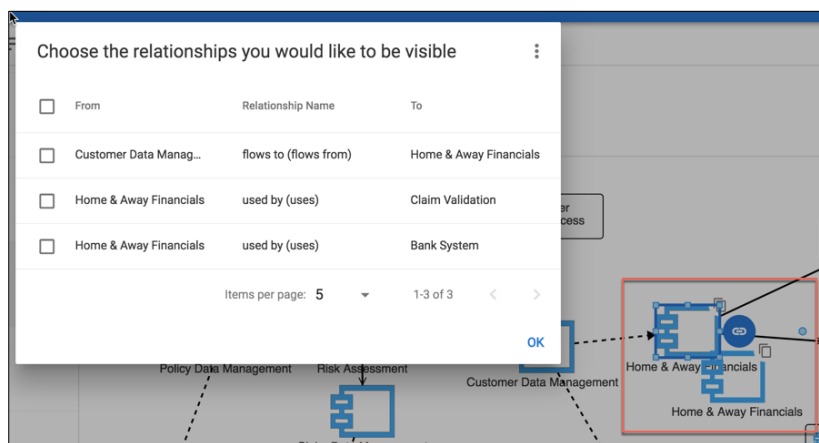 Choose the relationships you would like to be visible
From Relationship Name To
Customer Data Manag... flows to (flows from) Home & Away Financials
Home & Away Financials used by (uses) Claim Validation
Home & Away Financials used by (uses) Bank System
Items per page: 5 1-3 of 3
OK
Policy Data Management
Risk Assessment
Customer Data Management
Home & Away Financials
Home & Away Financials